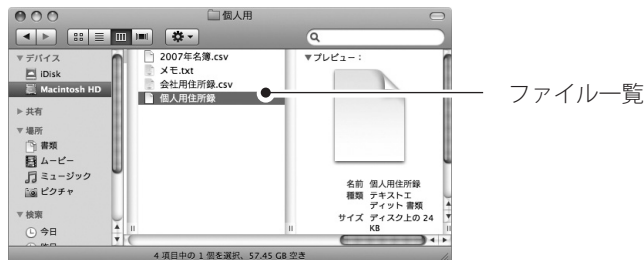 個人用
▼デバイス
iDisk
Macintosh HD
▶共有
▼場所
書類
ムービー
ミュージック
ピクチャ
▼検索
今日
2007年名簿.csv
メモ.txt
会社用住所録.csv
個人用住所録
▼プレビュー：
名前 個人用住所録
種類 テキストエ
ディット 書類
サイズ ディスク上の 24
KB
4 項目中の 1 個を選択、57.45 GB 空き
ファイル一覧